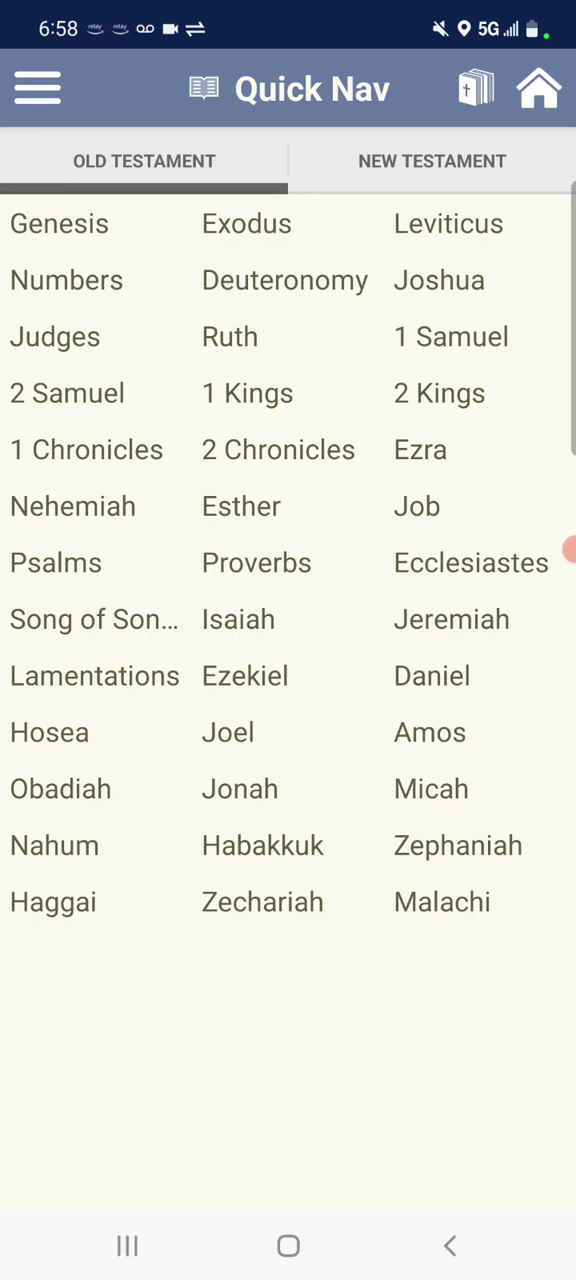 6:58 relay relay 5G
Quick Nav
OLD TESTAMENT NEW TESTAMENT
Genesis Exodus Leviticus
Numbers Deuteronomy Joshua
Judges Ruth 1 Samuel
2 Samuel 1 Kings 2 Kings
1 Chronicles 2 Chronicles Ezra
Nehemiah Esther Job
Psalms Proverbs Ecclesiastes
Song of Son... Isaiah Jeremiah
Lamentations Ezekiel Daniel
Hosea Joel Amos
Obadiah Jonah Micah
Nahum Habakkuk Zephaniah
Haggai Zechariah Malachi